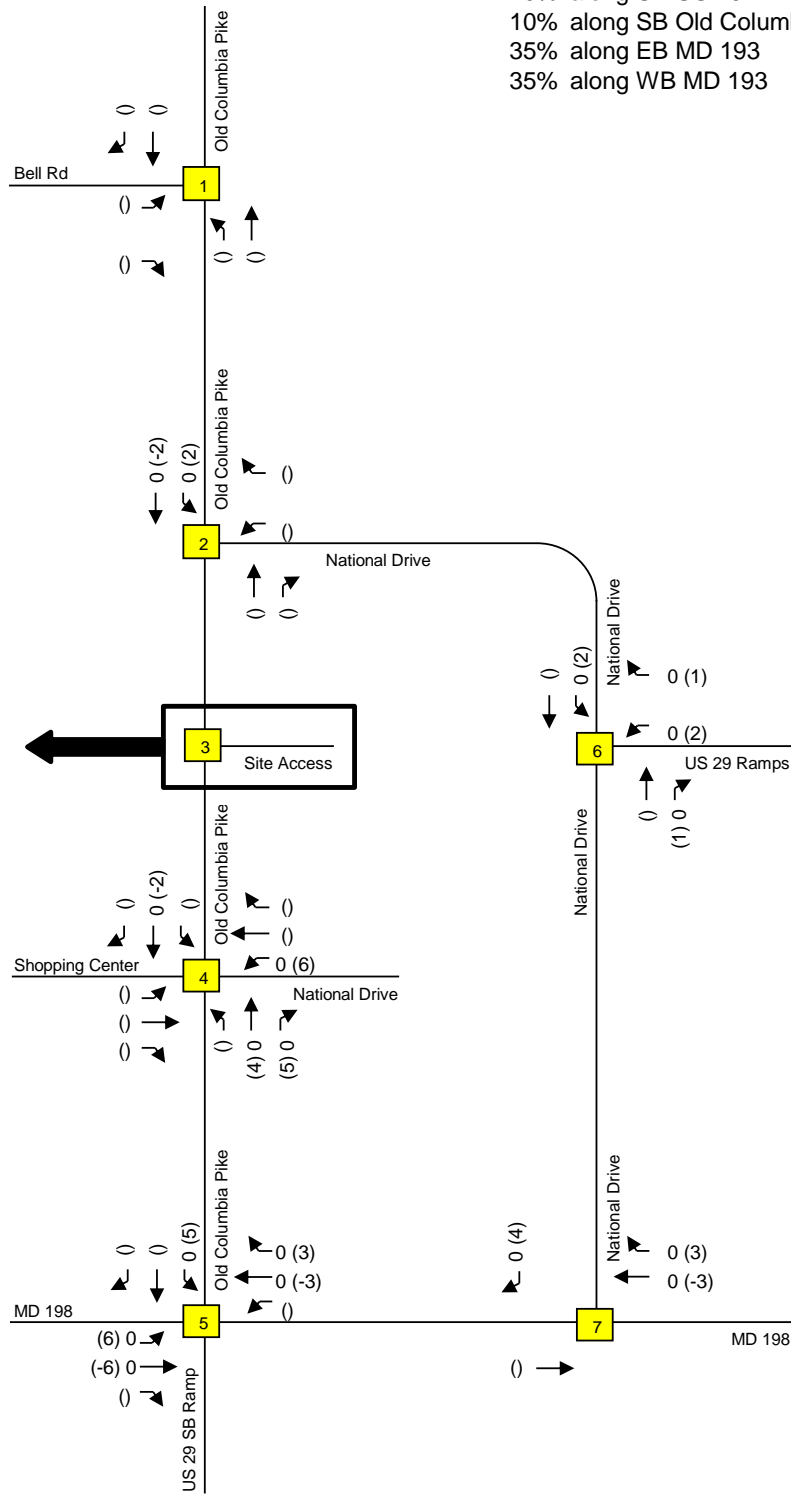 10% along SB Old Columb
35% along EB MD 193
35% along WB MD 193
Old Columbia Pike
() ()
Bell Rd
1
()
()
() ()
Old Columbia Pike
0 (-2) 0 (2)
()
()
2
National Drive
() ()
National Drive
() 0 (2)
0 (1)
0 (2)
3
Site Access
6
US 29 Ramps
() (1) 0
National Drive
Old Columbia Pike
() 0 (-2) ()
()
()
0 (6)
Shopping Center
4
National Drive
()
()
()
() (4) 0 (5) 0
Old Columbia Pike
() () 0 (5)
0 (3)
0 (-3)
()
National Drive
0 (4)
0 (3)
0 (-3)
MD 198
5
7
MD 198
(6) 0
(-6) 0
()
()
US 29 SB Ramp